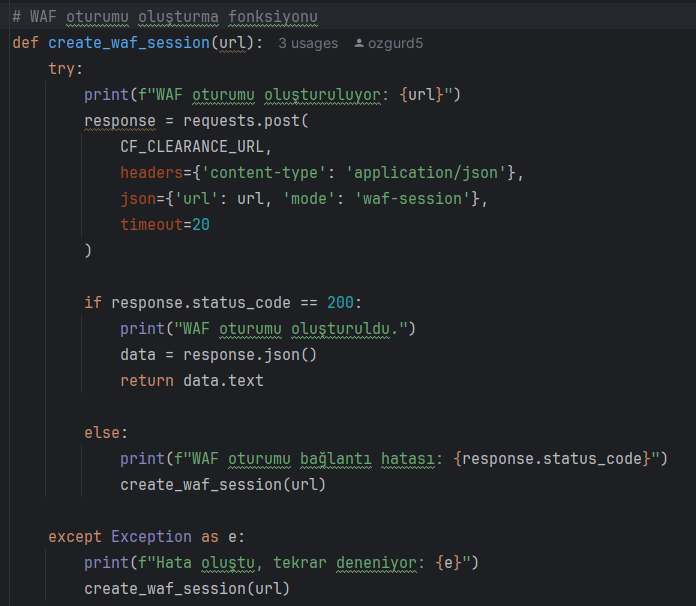 # WAF oturumu oluşturma fonksiyonu
def create_waf_session(url): 3 usages ozgurd5
try:
print(f"WAF oturumu oluşturuluyor: {url}")
response = requests.post(
CF_CLEARANCE_URL,
headers={'content-type': 'application/json'},
json={'url': url, 'mode': 'waf-session'},
timeout=20
)
if response.status_code == 200:
print("WAF oturumu oluşturuldu.")
data = response.json()
return data.text
else:
print(f"WAF oturumu bağlantı hatası: {response.status_code}")
create_waf_session(url)
except Exception as e:
print(f"Hata oluştu, tekrar deneniyor: {e}")
create_waf_session(url)